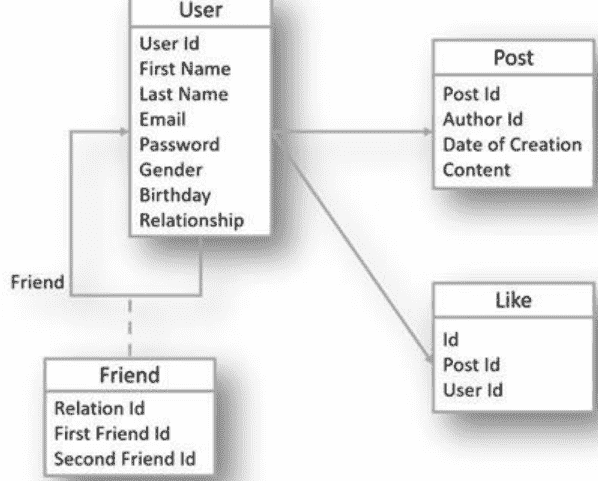 User
User Id
First Name
Last Name
Email
Password
Gender
Birthday
Relationship
Post
Post Id
Author Id
Date of Creation
Content
Friend
Like
Id
Post Id
User Id
Friend
Relation Id
First Friend Id
Second Friend Id